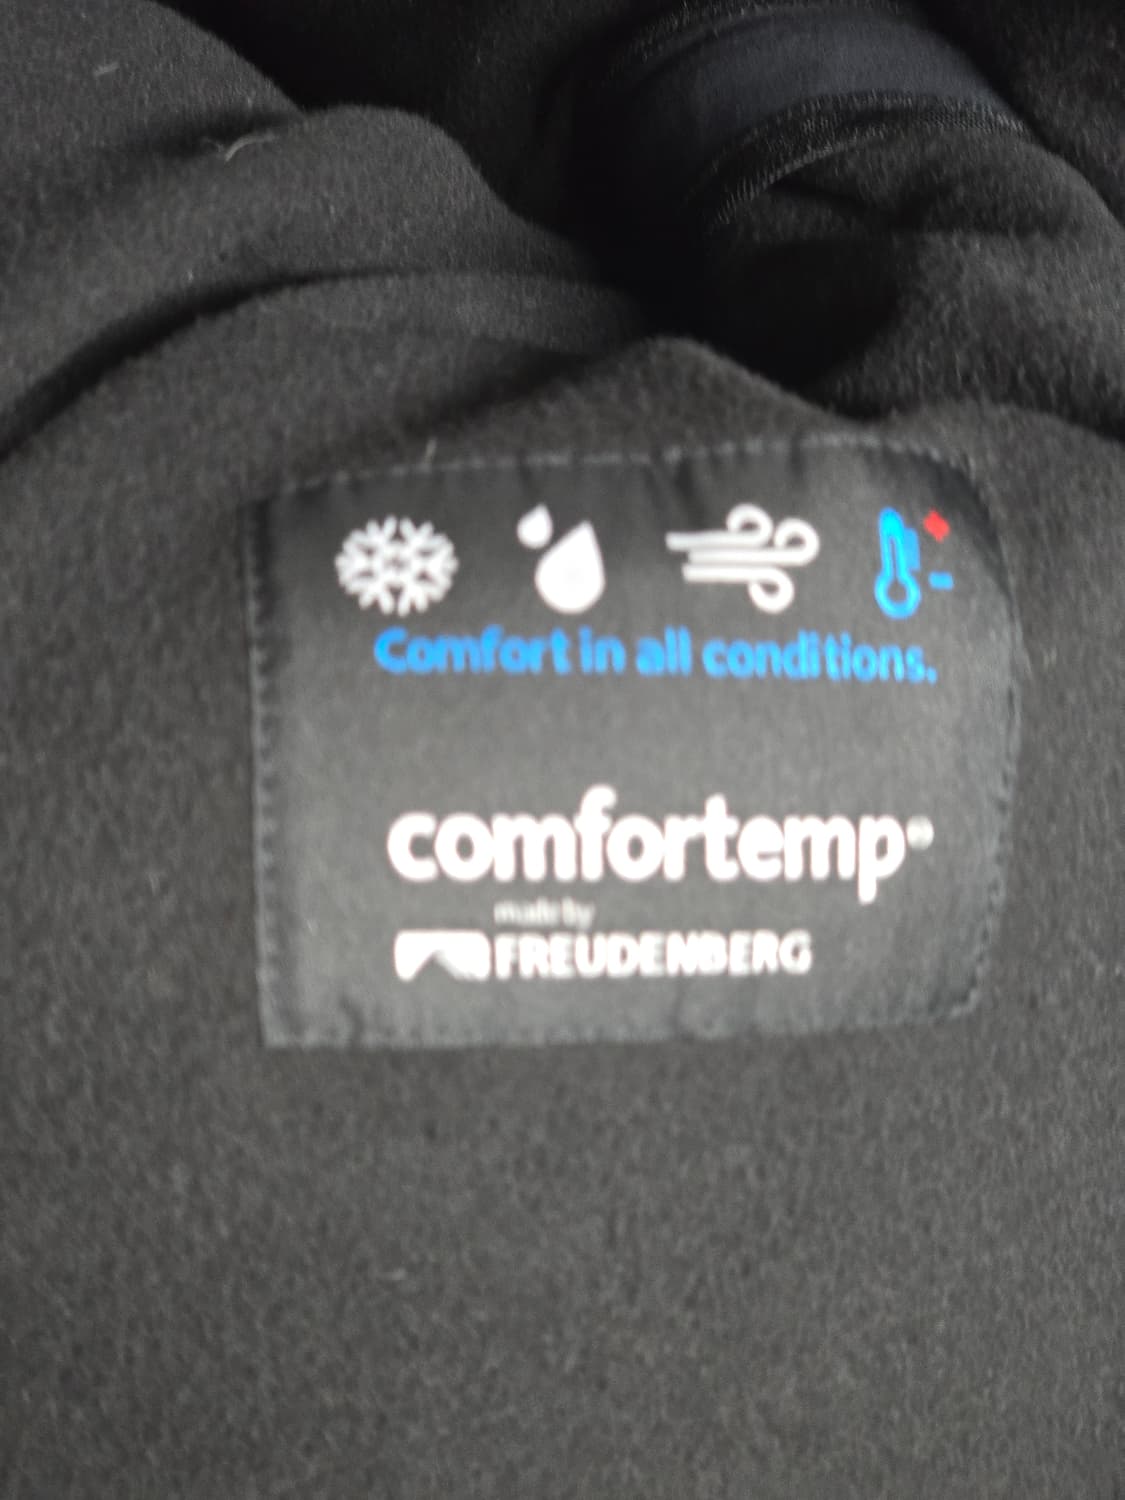 Comfort in all conditions.
comfortemp®
made by
FREUDENBERG